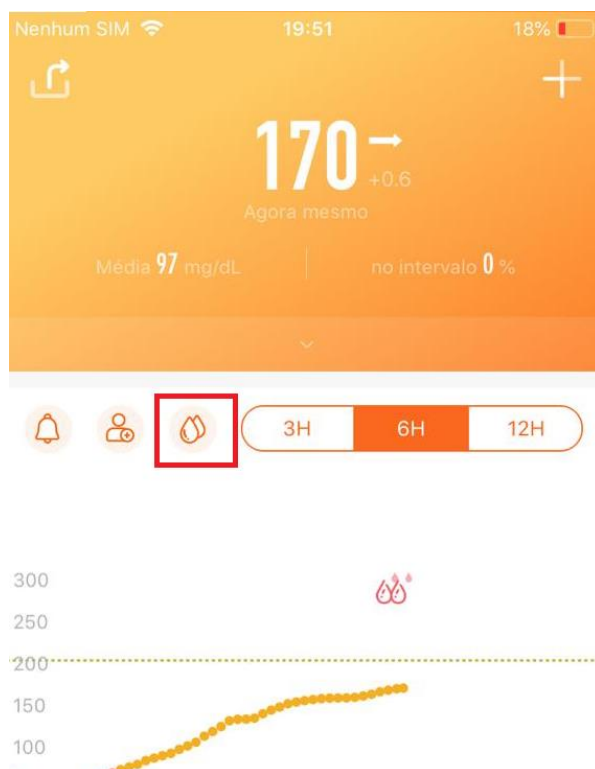 Nenhum SIM 19:51 18%
170
+0.6
Agora mesmo
Média 97 mg/dL no intervalo 0 %
3H 6H 12H
300
250
200
150
100